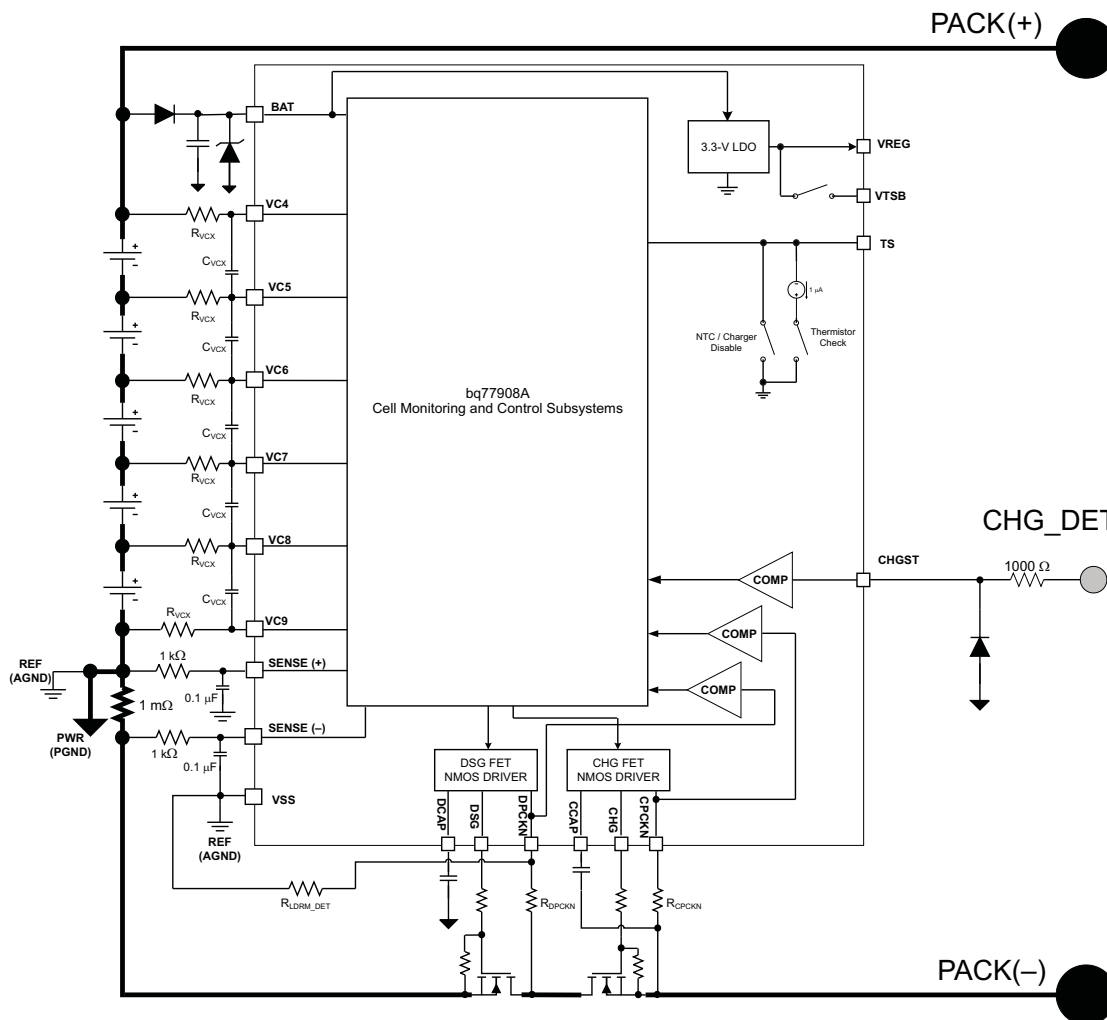 PACK(+)
BAT
3.3-V LDO
VREG
VTSB
VC4
TS
RVCX
+
-
CVCX
VC5
1 µA
RVCX
NTC / Charger
Disable
Thermistor
Check
+
-
CVCX
VC6
RVCX
bq77908A
Cell Monitoring and Control Subsystems
+
-
CVCX
VC7
RVCX
+
-
CVCX
CHG_DET
VC8
RVCX
CHGST
1000 Ω
COMP
+
-
CVCX
RVCX
VC9
COMP
1 kΩ
SENSE (+)
REF
(AGND)
COMP
0.1 µF
1 mΩ
PWR
(PGND)
SENSE (–)
1 kΩ
0.1 µF
DSG FET
NMOS DRIVER
CHG FET
NMOS DRIVER
VSS
DCAP
DSG
DPCKN
CCAP
CHG
CPCKN
REF
(AGND)
RLDRM_DET
RDPCKN
RCPCKN
PACK(–)